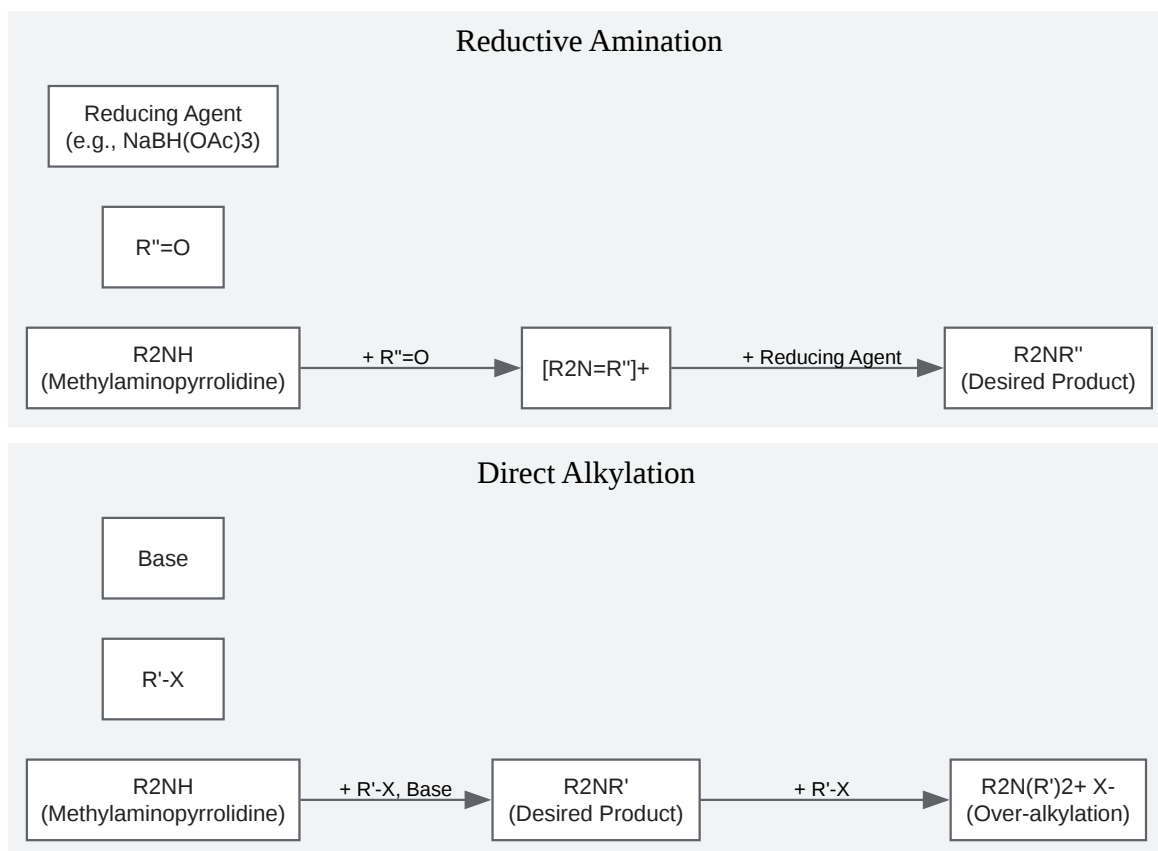 Reductive Amination
Reducing Agent
(e.g., NaBH(OAc)3)
R"=O
R2NH
(Methylaminopyrrolidine)
+ R"=O
[R2N=R"]+
+ Reducing Agent
R2NR"
(Desired Product)
Direct Alkylation
Base
R'-X
R2NH
(Methylaminopyrrolidine)
+ R'-X, Base
R2NR'
(Desired Product)
+ R'-X
R2N(R')2+ X-
(Over-alkylation)